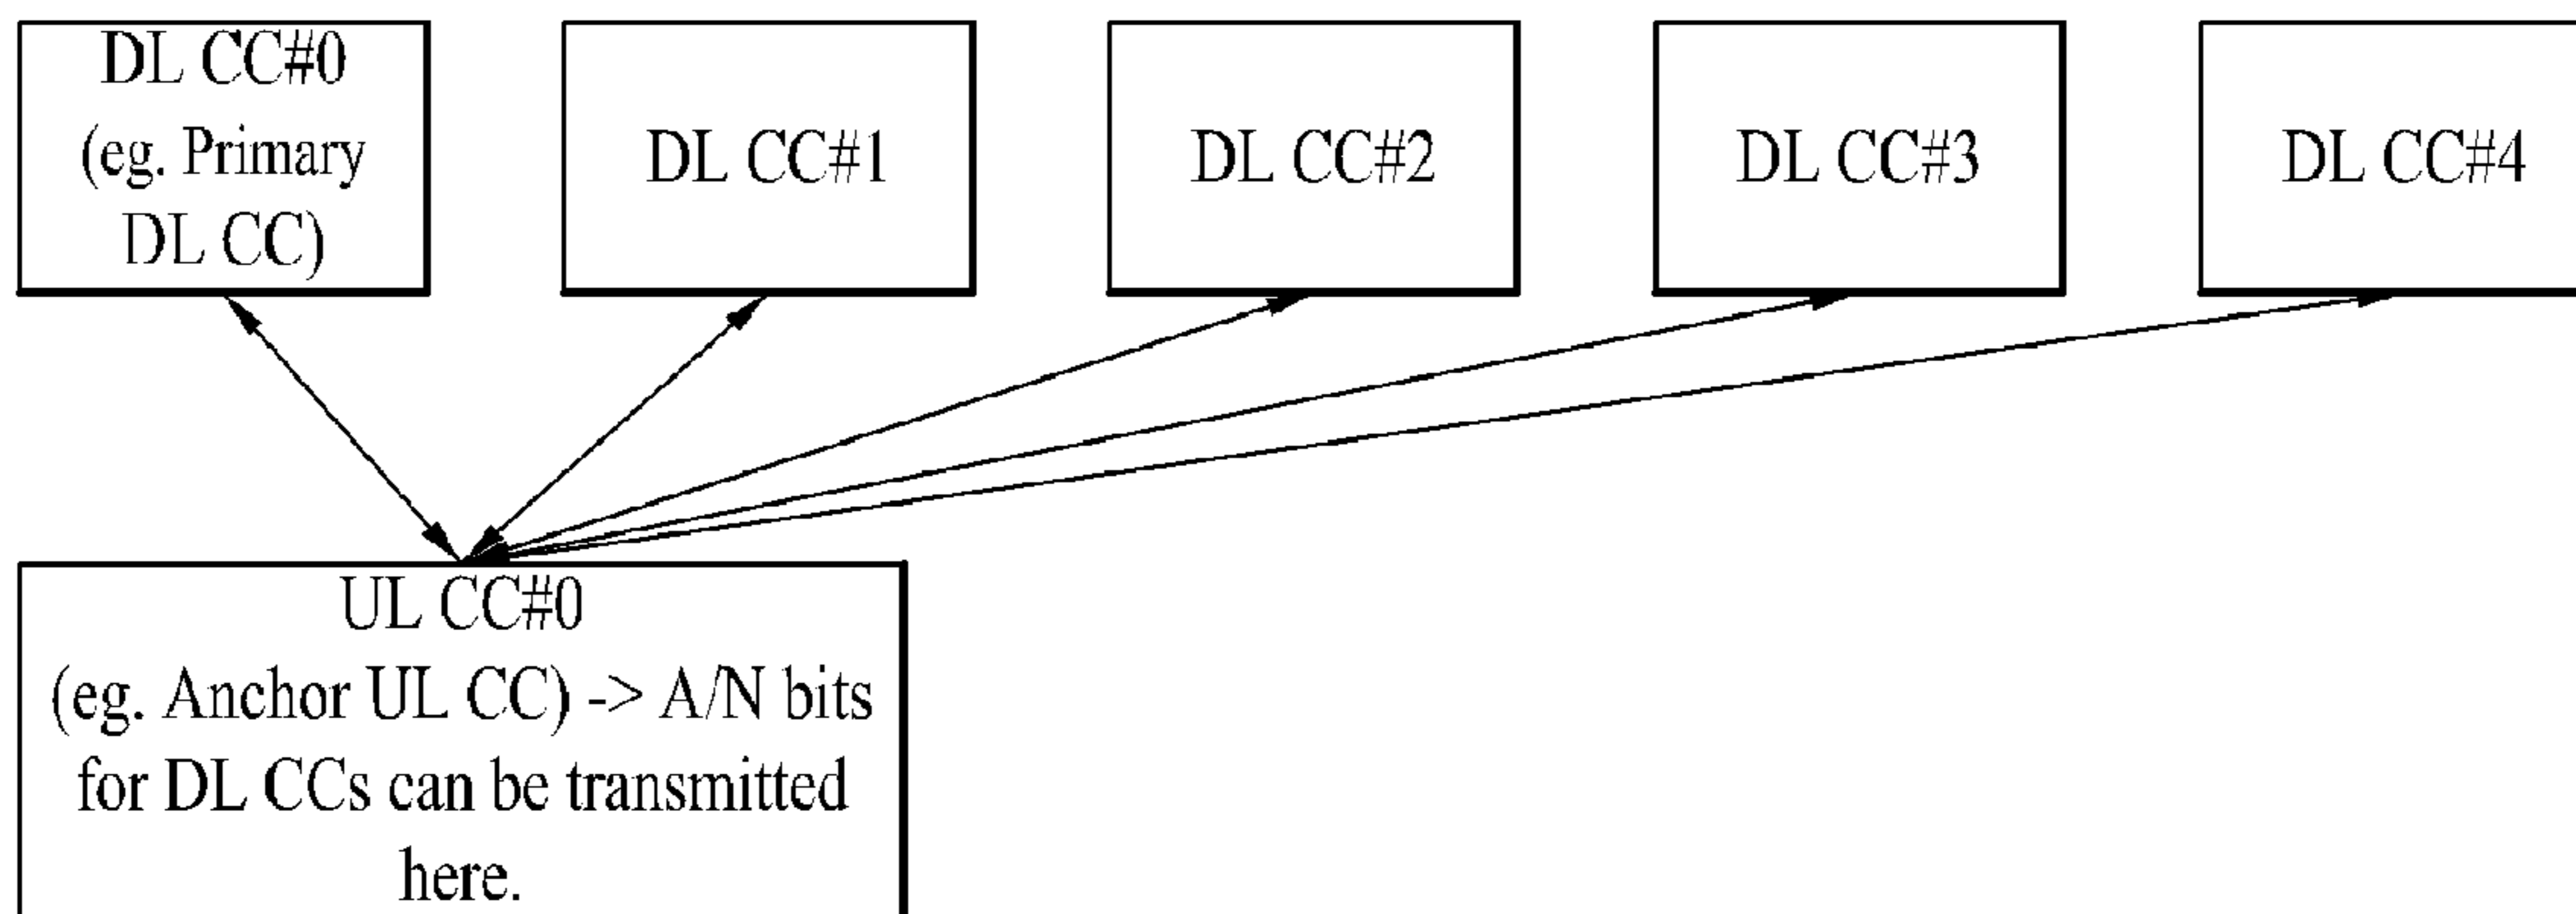 DL CC#0
(eg. Primary
DL CC)
DL CC#1
DL CC#2
DL CC#3
DL CC#4
UL CC#0
(eg. Anchor UL CC) -> A/N bits
for DL CCs can be transmitted
here.